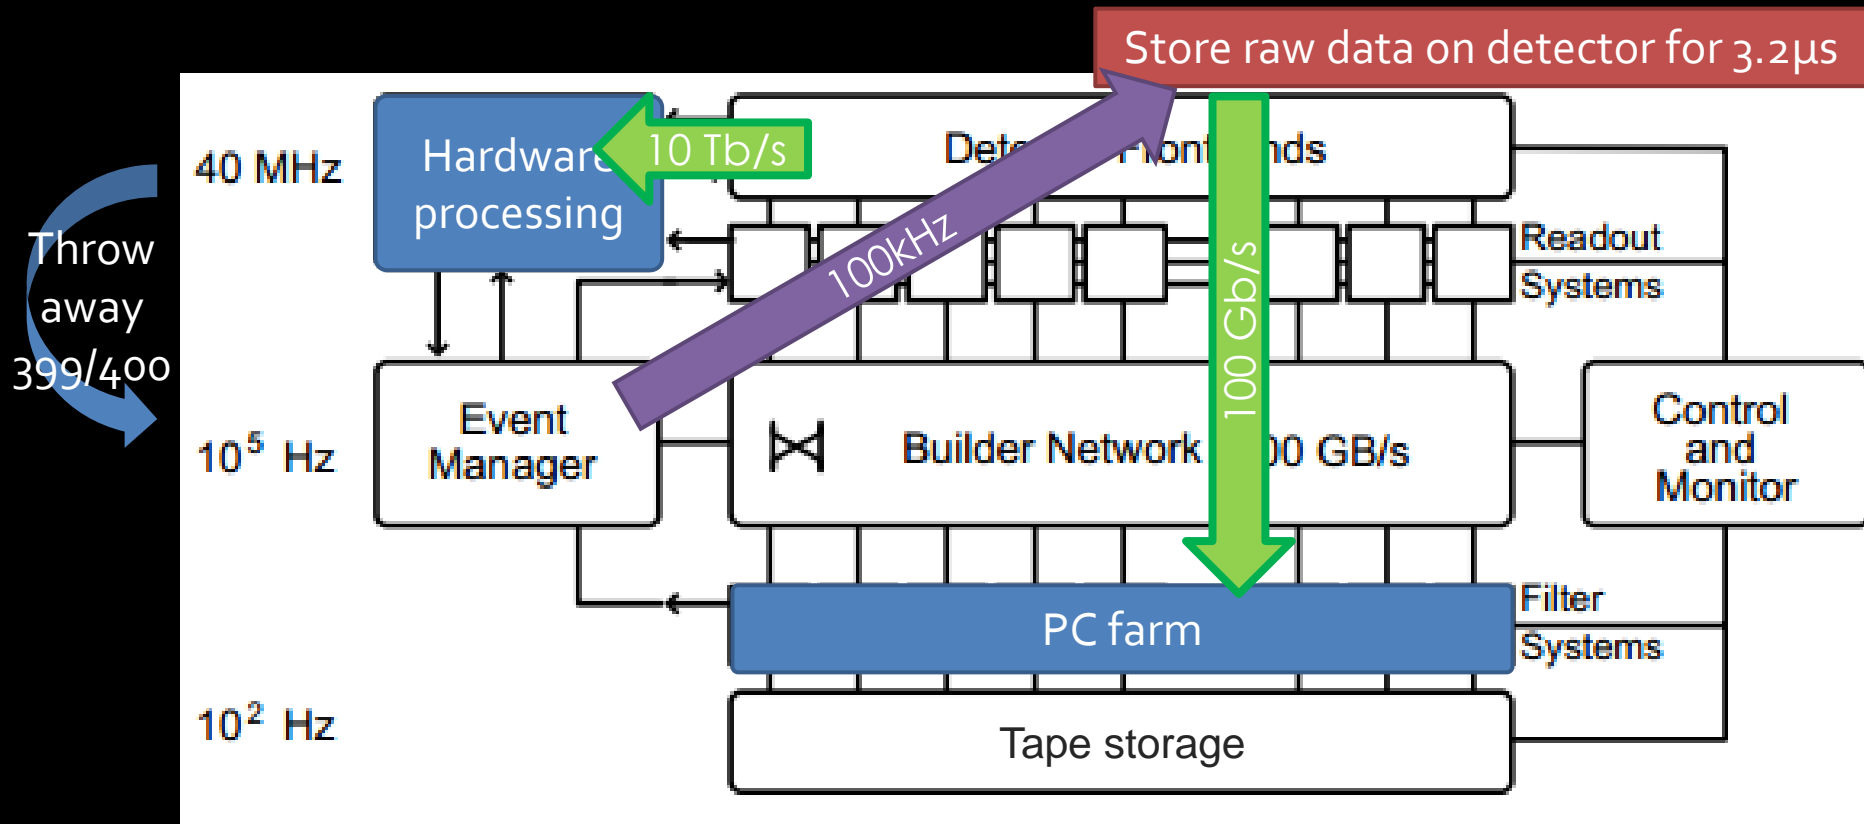 Store raw data on detector for 3.2µs
40 MHz
Hardware
processing
10 Tb/s
Throw
away
399/400
100kHz
100 Gb/s
Readout
Systems
10⁵ Hz
Event
Manager
Builder Network
GB/s
Control
and
Monitor
PC farm
Filter
Systems
10² Hz
Tape storage